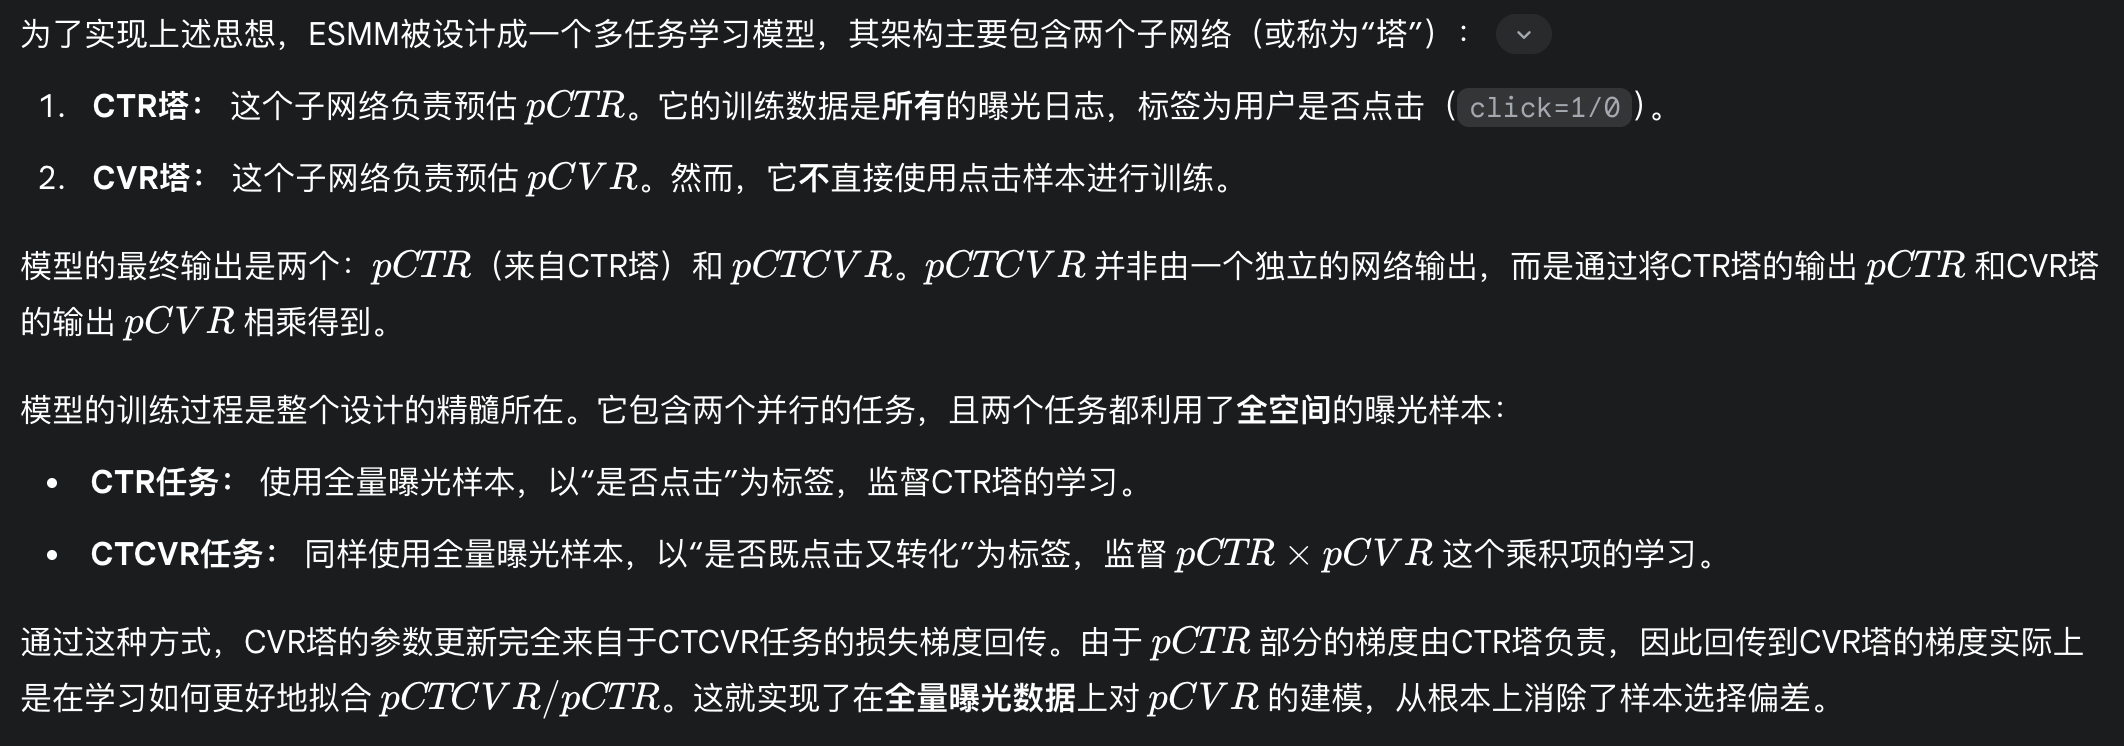 为了实现上述思想，ESMM被设计成一个多任务学习模型，其架构主要包含两个子网络（或称为“塔”）：
1. CTR塔： 这个子网络负责预估 pCTR。它的训练数据是所有的曝光日志，标签为用户是否点击（click=1/0）。
2. CVR塔： 这个子网络负责预估 pCVR。然而，它不直接使用点击样本进行训练。
模型的最终输出是两个：pCTR（来自CTR塔）和 pCTCVR。pCTCVR 并非由一个独立的网络输出，而是通过将CTR塔的输出 pCTR 和CVR塔
的输出 pCVR 相乘得到。
模型的训练过程是整个设计的精髓所在。它包含两个并行的任务，且两个任务都利用了全空间的曝光样本：
• CTR任务： 使用全量曝光样本，以“是否点击”为标签，监督CTR塔的学习。
• CTCVR任务： 同样使用全量曝光样本，以“是否既点击又转化”为标签，监督 pCTR × pCVR 这个乘积项的学习。
通过这种方式，CVR塔的参数更新完全来自于CTCVR任务的损失梯度回传。由于 pCTR 部分的梯度由CTR塔负责，因此回传到CVR塔的梯度实际上
是在学习如何更好地拟合 pCTCVR/pCTR。这就实现了在全量曝光数据上对 pCVR 的建模，从根本上消除了样本选择偏差。